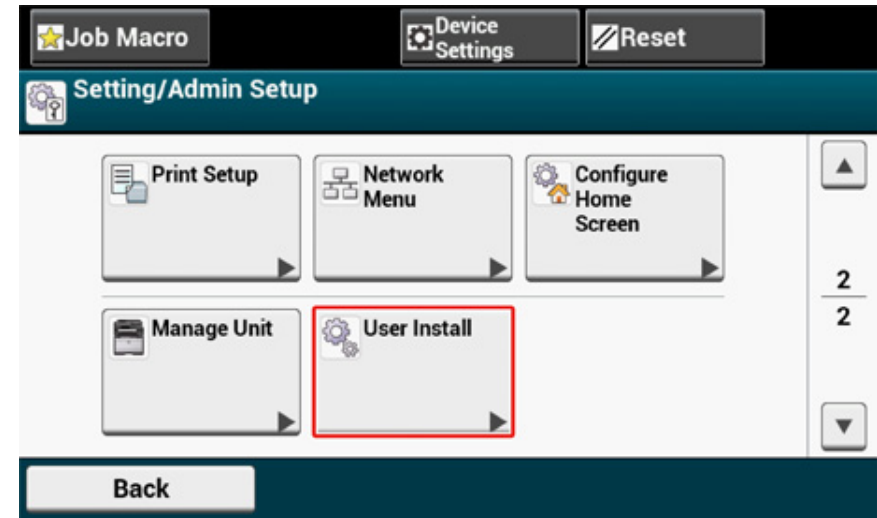 Job Macro
Device
Settings
Reset
Setting/Admin Setup
Print Setup
Network
Menu
Configure
Home
Screen
2
2
Manage Unit
User Install
Back